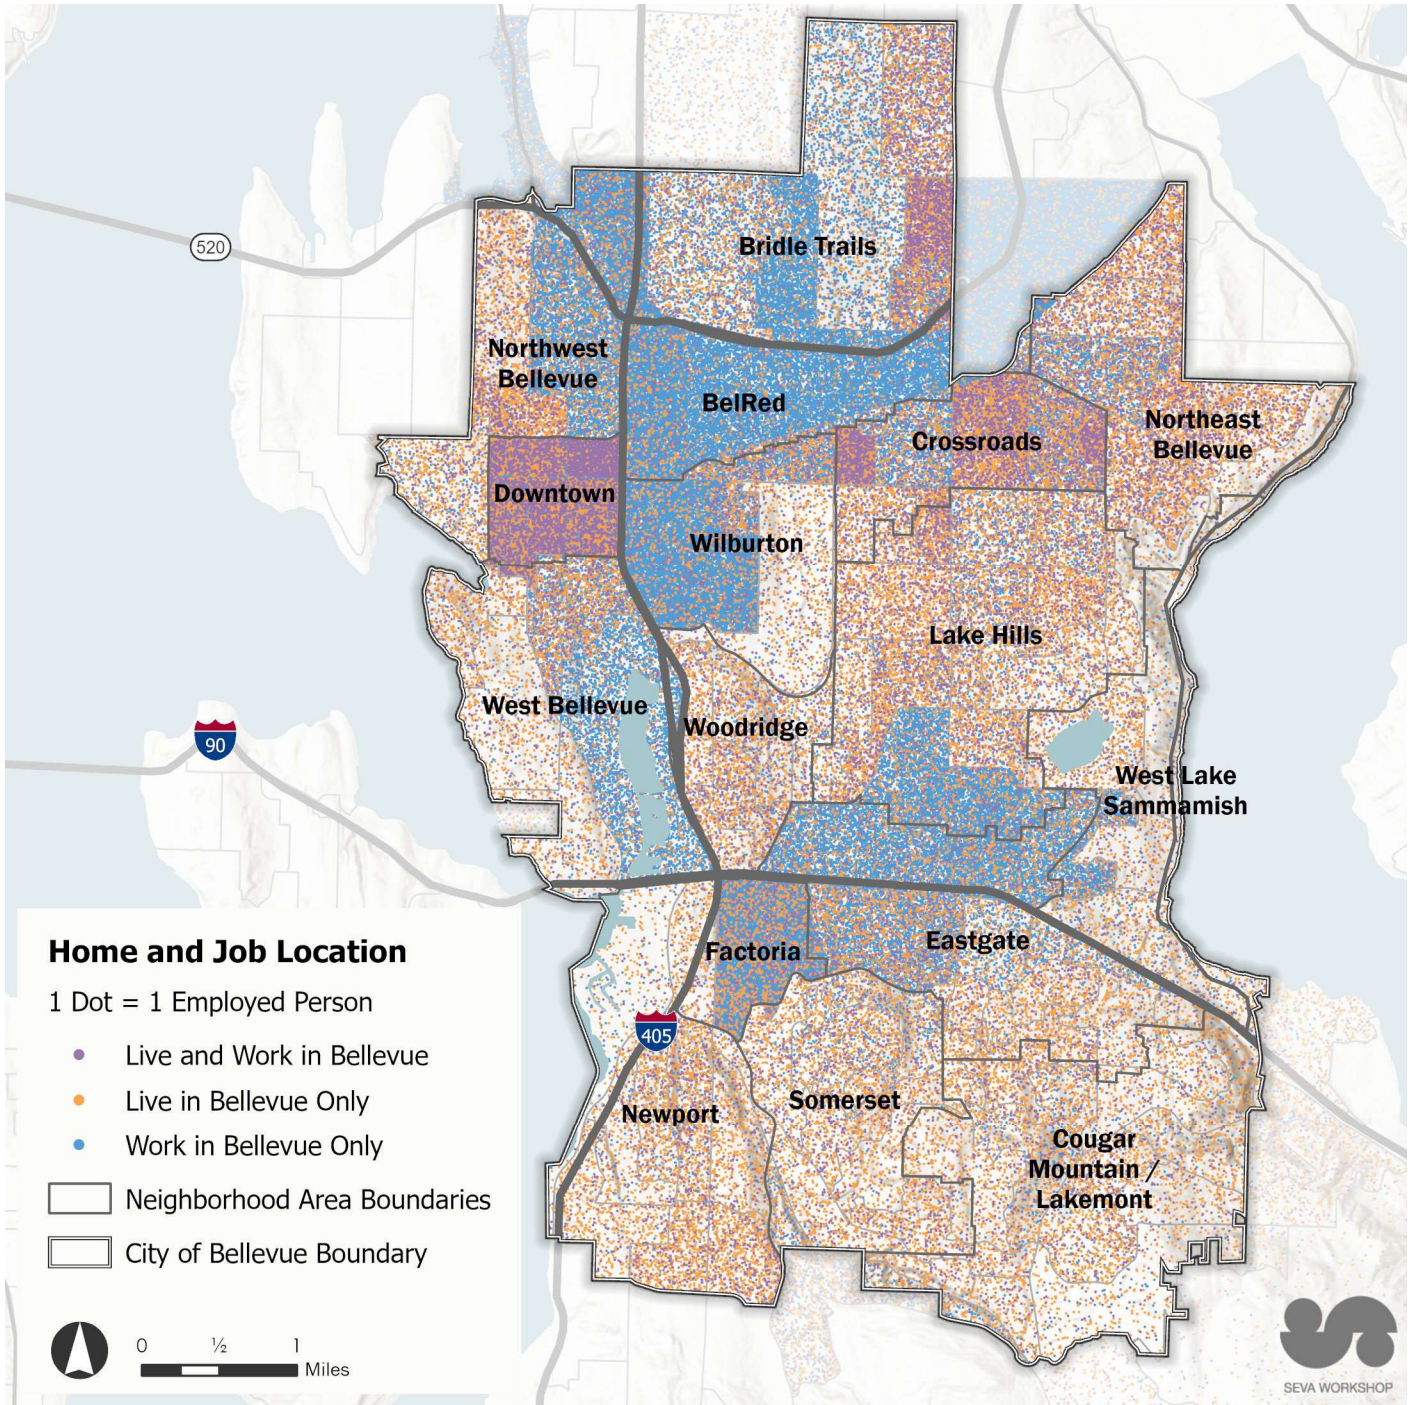 520
Bridle Trails
Northwest
Bellevue
BelRed
Crossroads
Northeast
Bellevue
Downtown
Wilburton
Lake Hills
West Bellevue
Woodridge
90
West Lake
Sammamish
Factoria
Eastgate
405
Newport
Somerset
Cougar
Mountain /
Lakemont
Home and Job Location
1 Dot = 1 Employed Person
Live and Work in Bellevue
Live in Bellevue Only
Work in Bellevue Only
Neighborhood Area Boundaries
City of Bellevue Boundary
0 ½ 1
Miles
SEVA WORKSHOP